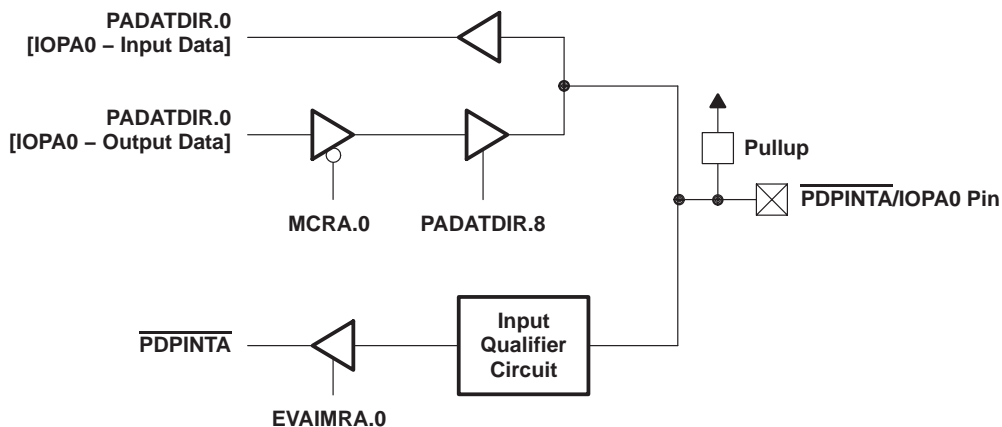 PADATDIR.0
[IOPA0 – Input Data]
PADATDIR.0
[IOPA0 – Output Data]
MCRA.0
PADATDIR.8
Pullup
PDPINTA/IOPA0 Pin
PDPINTA
Input
Qualifier
Circuit
EVAIMRA.0